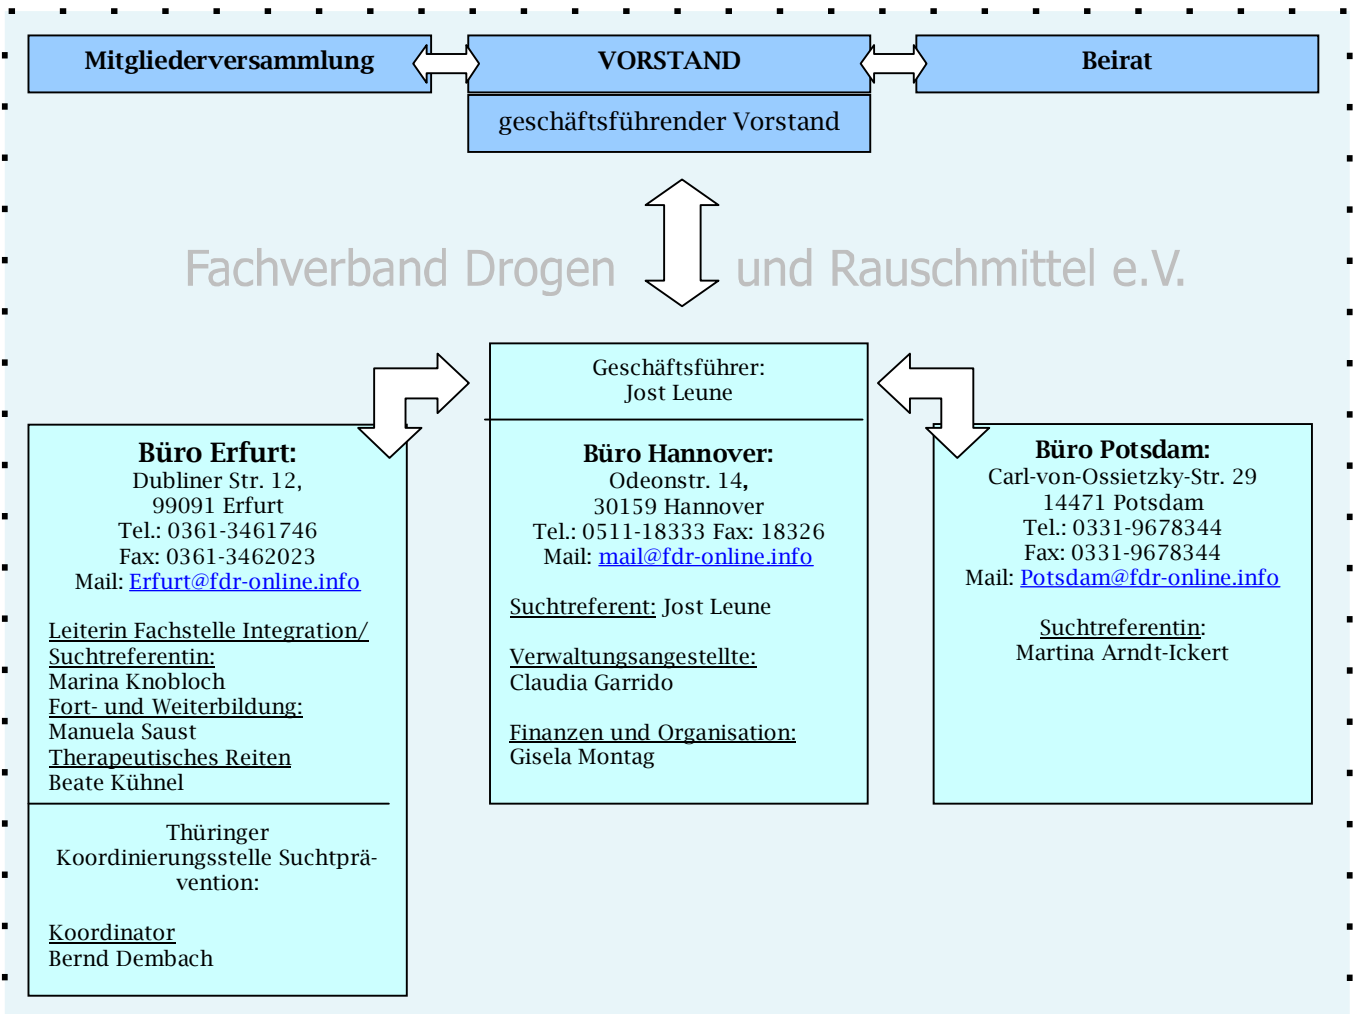 Mitgliederversammlung
VORSTAND
Beirat
geschäftsführender Vorstand
Fachverband Drogen und Rauschmittel e.V.
Geschäftsführer:
Jost Leune
Büro Erfurt:
Dubliner Str. 12,
99091 Erfurt
Tel.: 0361-3461746
Fax: 0361-3462023
Mail: Erfurt@fdr-online.info
Leiterin Fachstelle Integration/
Suchtreferentin:
Marina Knobloch
Fort- und Weiterbildung:
Manuela Saust
Therapeutisches Reiten
Beate Kühnel
Thüringer
Koordinierungsstelle Suchtprä-
vention:
Koordinator
Bernd Dembach
Büro Hannover:
Odeonstr. 14,
30159 Hannover
Tel.: 0511-18333 Fax: 18326
Mail: mail@fdr-online.info
Suchtreferent: Jost Leune
Verwaltungsangestellte:
Claudia Garrido
Finanzen und Organisation:
Gisela Montag
Büro Potsdam:
Carl-von-Ossietzky-Str. 29
14471 Potsdam
Tel.: 0331-9678344
Fax: 0331-9678344
Mail: Potsdam@fdr-online.info
Suchtreferentin:
Martina Arndt-Ickert